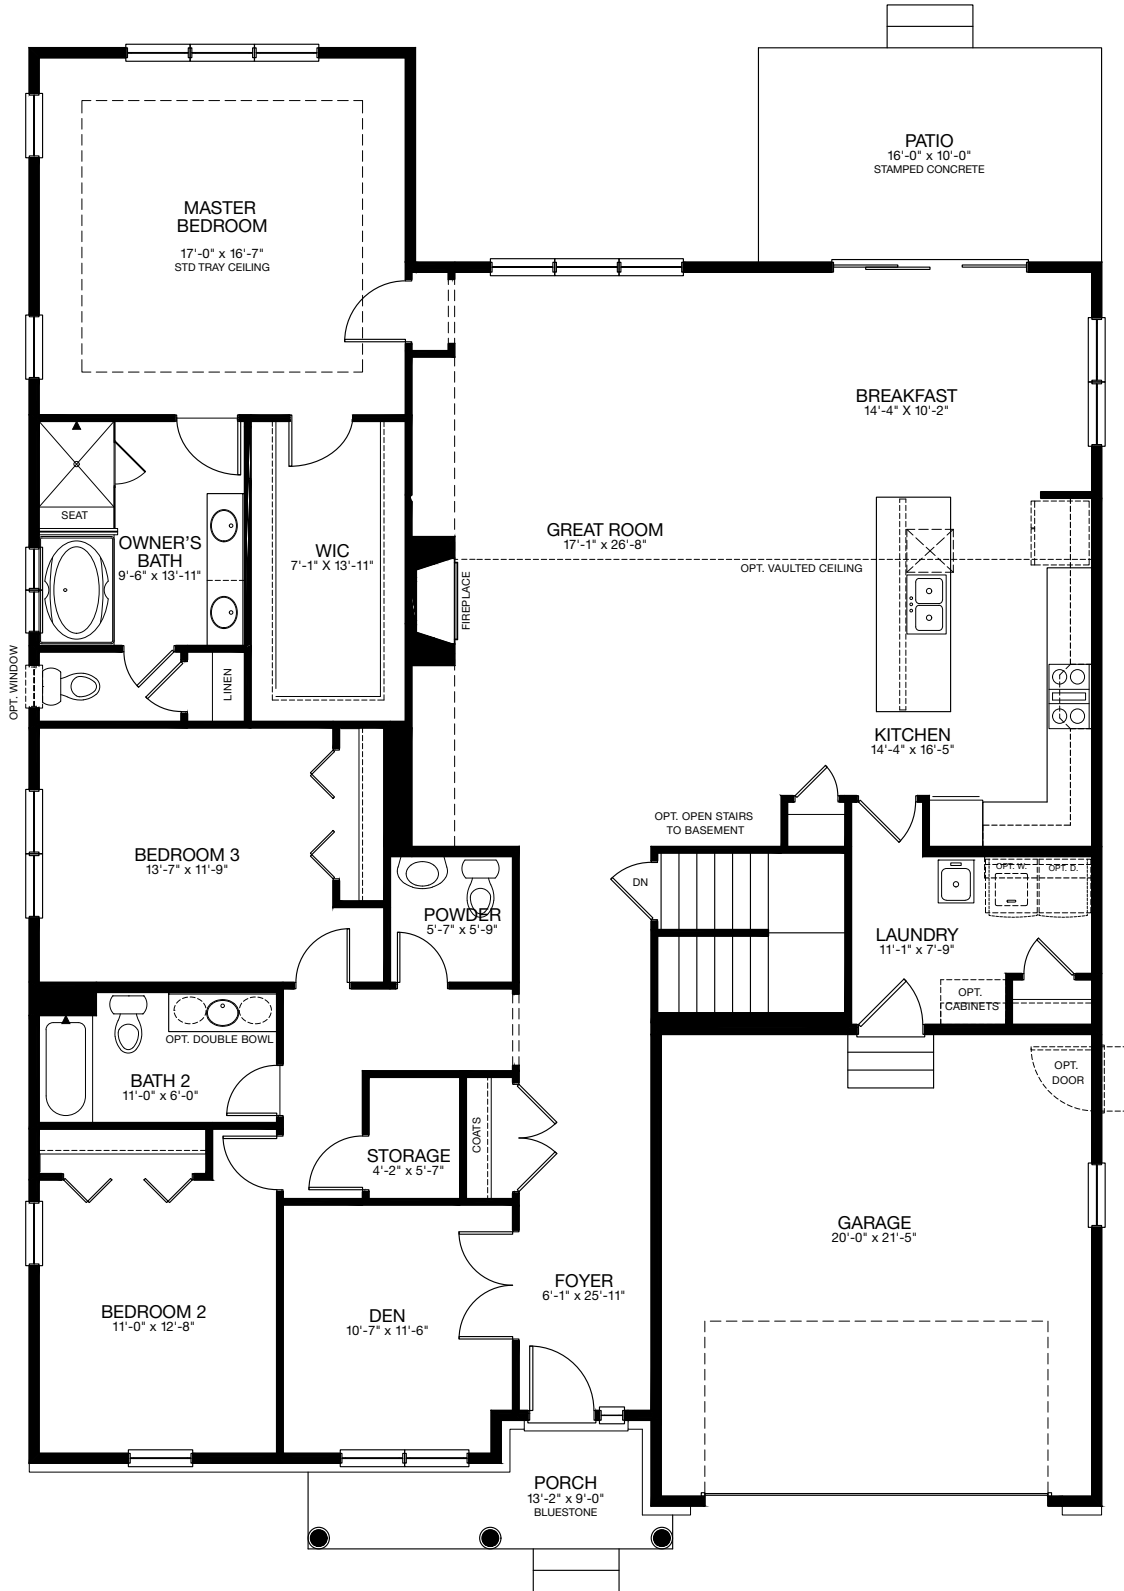 PATIO
16'-0" x 10'-0"
STAMPED CONCRETE
MASTER
BEDROOM
17'-0" x 16'-7"
STD TRAY CEILING
BREAKFAST
14'-4" X 10'-2"
SEAT
OWNER'S
BATH
9'-6" x 13'-11"
WIC
7'-1" X 13'-11"
GREAT ROOM
17'-1" x 26'-8"
OPT. VAULTED CEILING
FIREPLACE
OPT. WINDOW
LINEN
KITCHEN
14'-4" x 16'-5"
OPT. OPEN STAIRS
TO BASEMENT
BEDROOM 3
13'-7" x 11'-9"
DN
OPT. W.
OPT. D.
POWDER
5'-7" x 5'-9"
LAUNDRY
11'-1" x 7'-9"
OPT.
CABINETS
OPT. DOUBLE BOWL
BATH 2
11'-0" x 6'-0"
OPT.
DOOR
COATS
STORAGE
4'-2" x 5'-7"
GARAGE
20'-0" x 21'-5"
FOYER
6'-1" x 25'-11"
BEDROOM 2
11'-0" x 12'-8"
DEN
10'-7" x 11'-6"
PORCH
13'-2" x 9'-0"
BLUESTONE